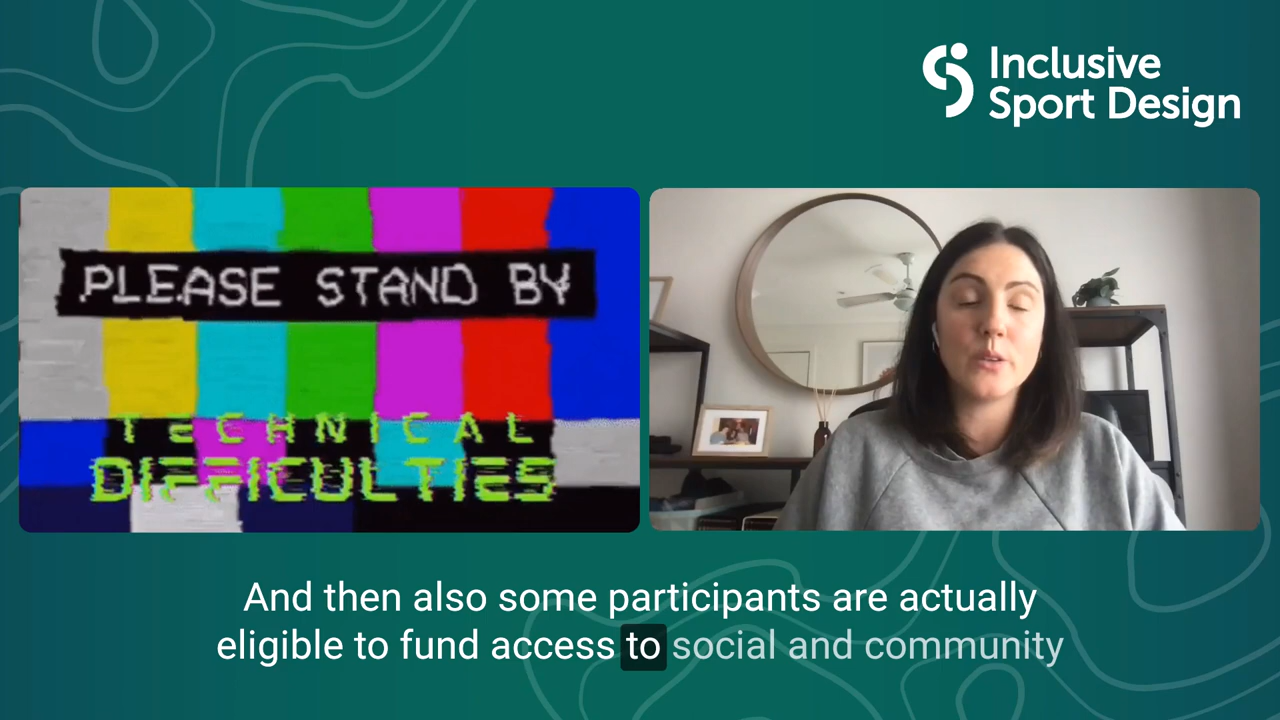 Inclusive
Sport Design
PLEASE STAND BY
TECHNICAL
DIFFICULTIES
And then also some participants are actually
eligible to fund access to social and community